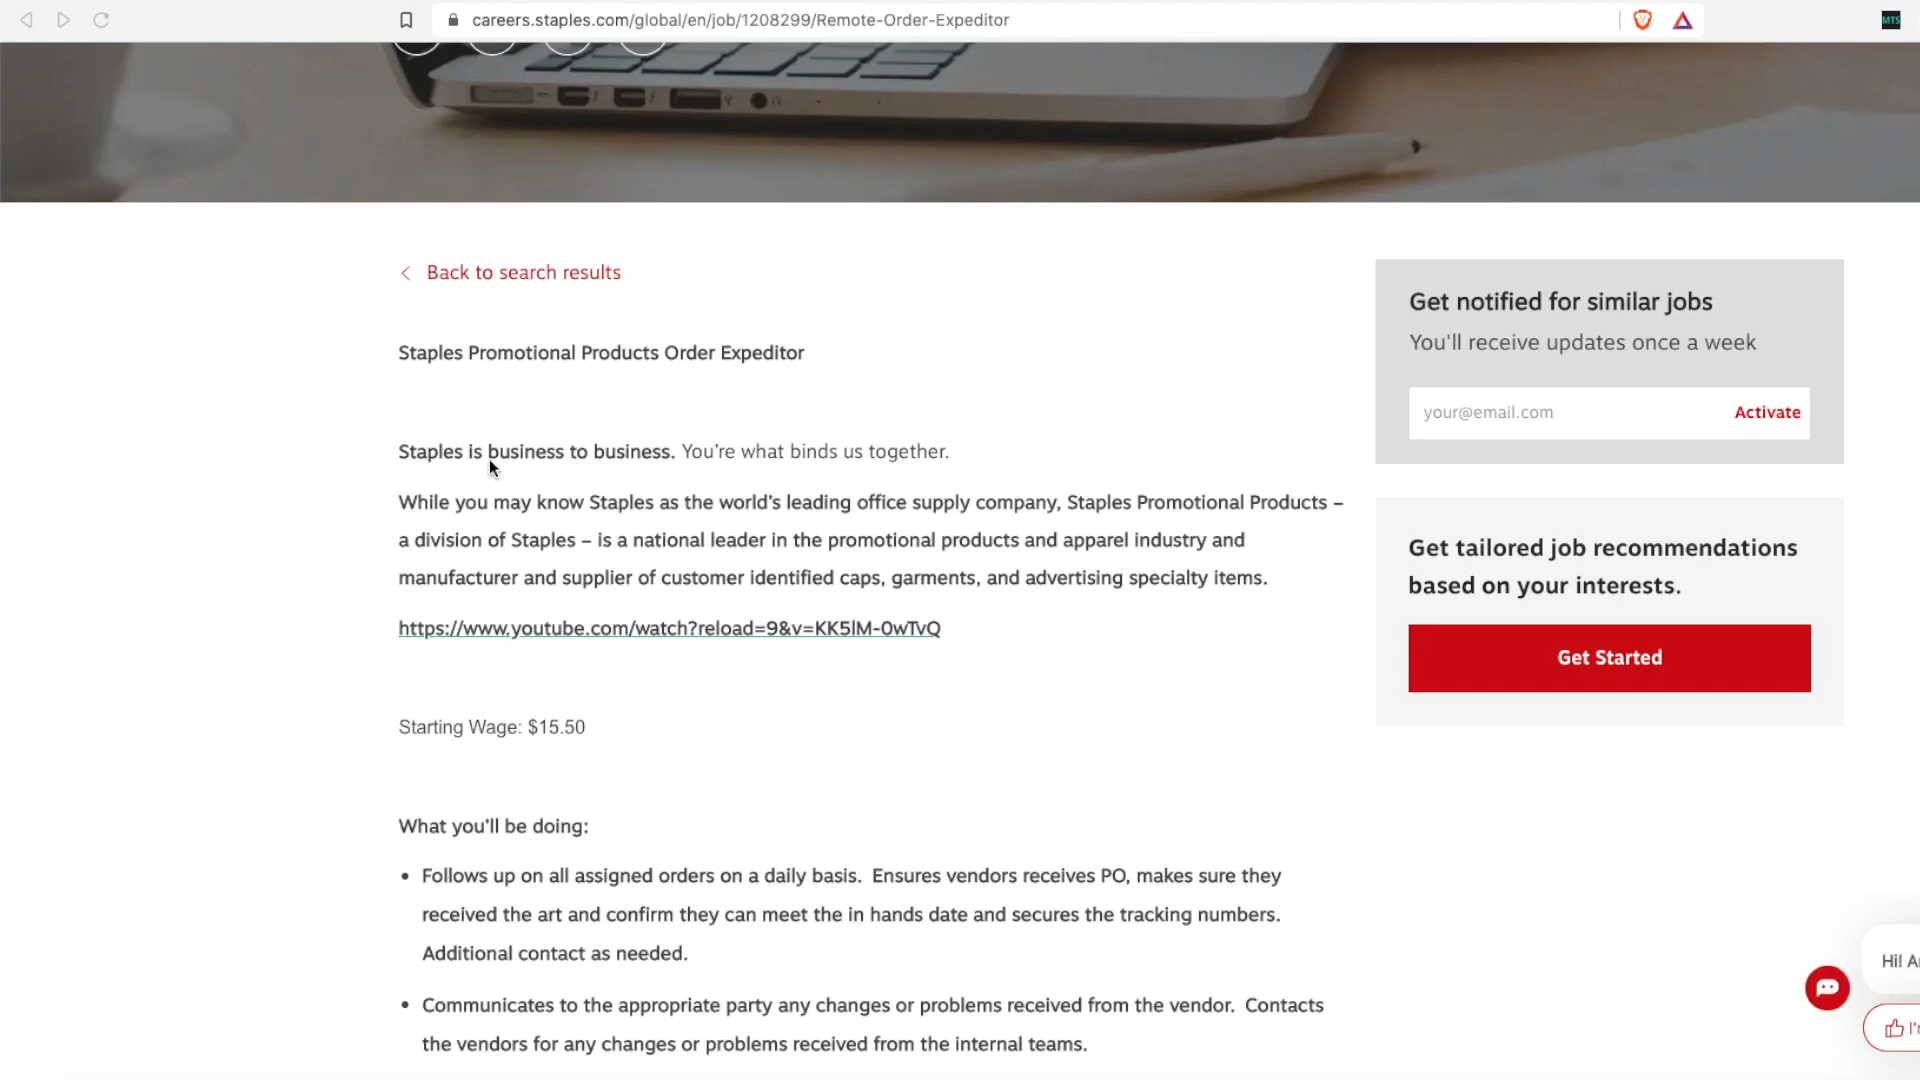 careers.staples.com/global/en/job/1208299/Remote-Order-Expeditor
MTS
Back to search results
Staples Promotional Products Order Expeditor
Staples is business to business. You're what binds us together.
While you may know Staples as the world's leading office supply company, Staples Promotional Products –
a division of Staples – is a national leader in the promotional products and apparel industry and
manufacturer and supplier of customer identified caps, garments, and advertising specialty items.
https://www.youtube.com/watch?reload=9&v=KK5lM-0wTvQ
Starting Wage: $15.50
What you'll be doing:
• Follows up on all assigned orders on a daily basis.  Ensures vendors receives PO, makes sure they
received the art and confirm they can meet the in hands date and secures the tracking numbers.
Additional contact as needed.
• Communicates to the appropriate party any changes or problems received from the vendor.  Contacts
the vendors for any changes or problems received from the internal teams.
Get notified for similar jobs
You'll receive updates once a week
your@email.com
Activate
Get tailored job recommendations
based on your interests.
Get Started
Hi!